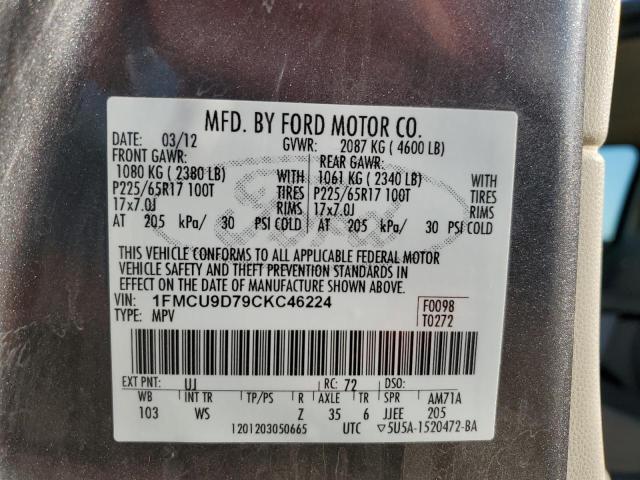 MFD. BY FORD MOTOR CO.
DATE: 03/12 GVWR: 2087 KG ( 4600 LB)
FRONT GAWR: REAR GAWR:
1080 KG ( 2380 LB) WITH 1061 KG ( 2340 LB) WITH
P225/65R17 100T TIRES P225/65R17 100T TIRES
17x7.0J RIMS 17x7.0J RIMS
AT 205 kPa/ 30 PSI COLD AT 205 kPa/ 30 PSI COLD
Ford
THIS VEHICLE CONFORMS TO ALL APPLICABLE FEDERAL MOTOR
VEHICLE SAFETY AND THEFT PREVENTION STANDARDS IN
EFFECT ON THE DATE OF MANUFACTURE SHOWN ABOVE.
VIN: 1FMCU9D79CKC46224 F0098
TYPE: MPV T0272
EXT PNT: UJ RC: 72 DSO:
WB INT TR TP/PS R AXLE TR SPR AM71A
103 WS Z 35 6 JJEE 205
1201203050665 UTC ▽5U5A-1520472-BA